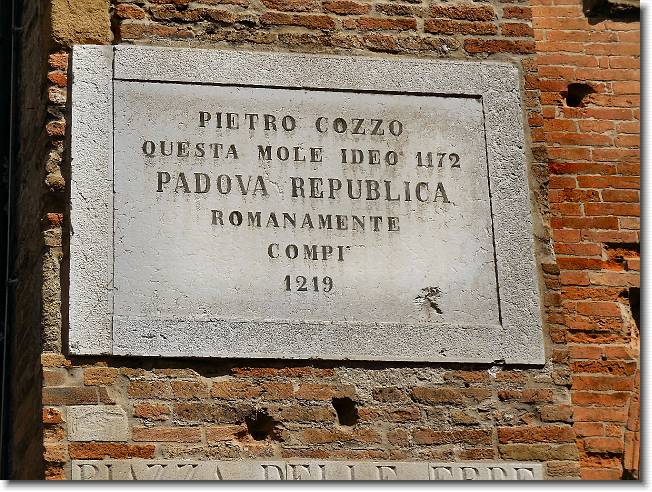 PIETRO COZZO
QUESTA MOLE IDEO' 1172
PADOVA REPUBLICA
ROMANAMENTE
COMPI'
1219
PIAZZA DELLE ERBE